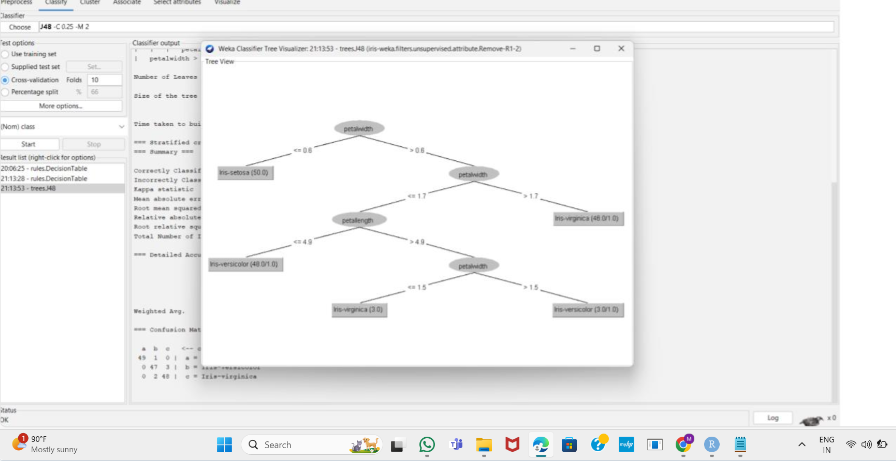 Preprocess Classify Cluster Associate Select attributes Visualize
Classifier
Choose J48 -C 0.25 -M 2
Test options
Use training set
Supplied test set Set...
Cross-validation Folds 10
Percentage split % 66
More options...
(Nom) class
Start Stop
Result list (right-click for options)
20:06:25 - rules.DecisionTable
21:13:28 - rules.DecisionTable
21:13:53 - trees.J48
Classifier output
| petalwidth >
Number of Leaves
Size of the tree
Time taken to bui
=== Stratified cr
=== Summary ===
Correctly Classif
Incorrectly Class
Kappa statistic
Mean absolute err
Root mean squared
Relative absolute
Root relative squ
Total Number of I
=== Detailed Accu
Weighted Avg.
=== Confusion Mat
a b c <-- c
49 1 0 | a =
0 47 3 | b = Iris-versicolor
0 2 48 | c = Iris-virginica
Weka Classifier Tree Visualizer: 21:13:53 - trees.J48 (iris-weka.filters.unsupervised.attribute.Remove-R1-2)
Tree View
petalwidth
<= 0.6 > 0.6
Iris-setosa (50.0) petalwidth
<= 1.7 > 1.7
petallength Iris-virginica (46.0/1.0)
<= 4.9 > 4.9
Iris-versicolor (48.0/1.0) petalwidth
<= 1.5 > 1.5
Iris-virginica (3.0) Iris-versicolor (3.0/1.0)
Status
OK
Log x 0
1 90°F
Mostly sunny
Search
ENG
IN